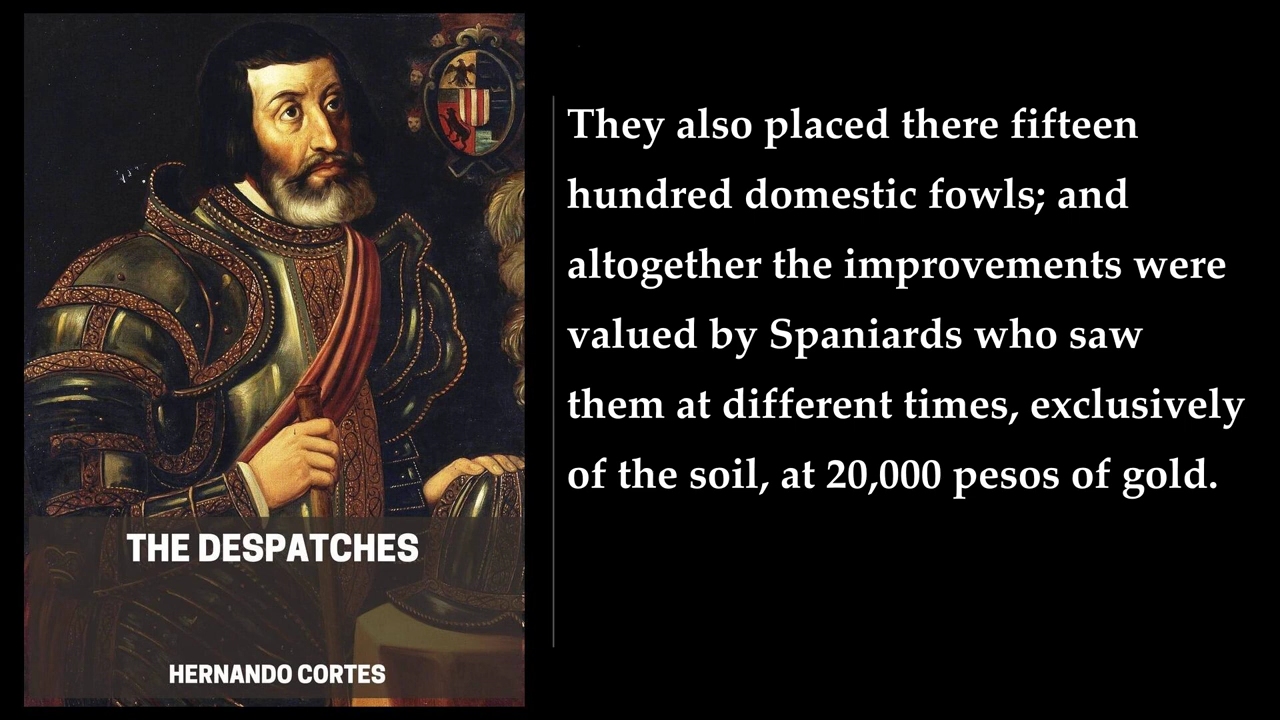 THE DESPATCHES
HERNANDO CORTES
They also placed there fifteen
hundred domestic fowls; and
altogether the improvements were
valued by Spaniards who saw
them at different times, exclusively
of the soil, at 20,000 pesos of gold.